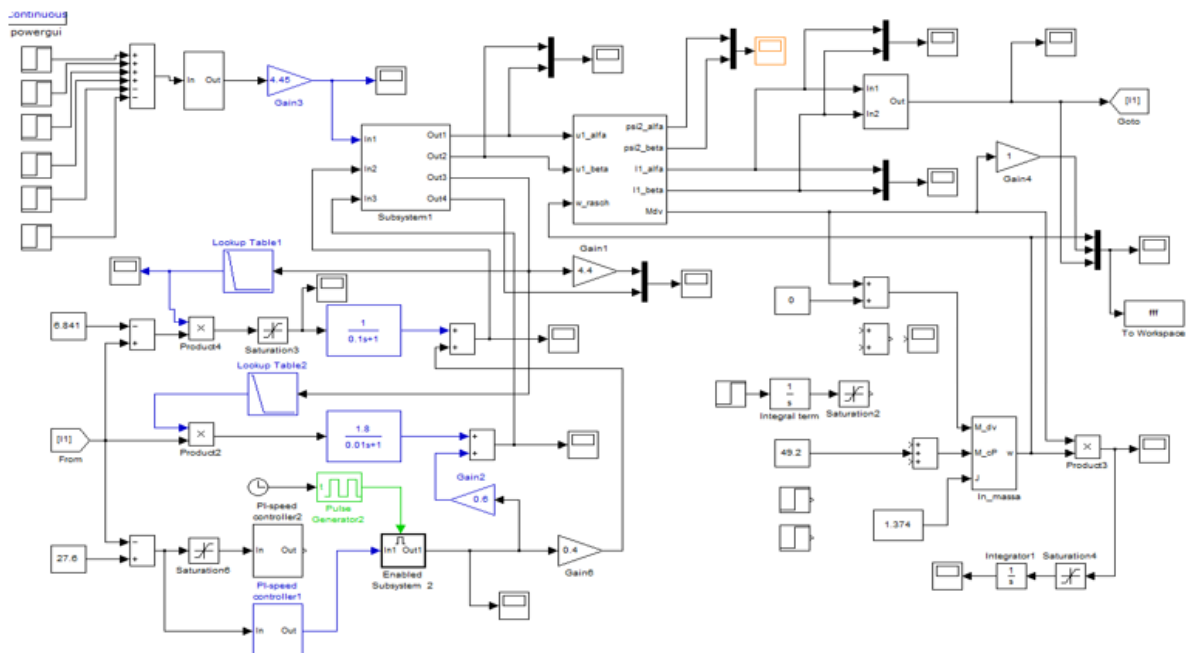 Continuous
powergui
In Out
4.45
Gain3
In1
In2
In3
Out1
Out2
Out3
Out4
Subsystem1
u1_alfa
u1_beta
w_rasch
psi2_alfa
psi2_beta
I1_alfa
I1_beta
Mdv
In1
In2
Out
[I1]
Goto
1
Gain4
Lookup Table1
Gain1
4.4
0
fff
To Workspace
6.841
Product4
Saturation3
1
0.1s+1
Lookup Table2
1
s
Integral term
Saturation2
[I1]
From
Product2
1.8
0.01s+1
49.2
M_dv
M_cP
J
w
In_massa
Product3
Gain2
0.6
PI-speed
controller2
Pulse
Generator2
1.374
27.6
Saturation6
In Out
In1 Out1
Enabled
Subsystem 2
0.4
Gain6
PI-speed
controller1
In Out
Integrator1
1
s
Saturation4